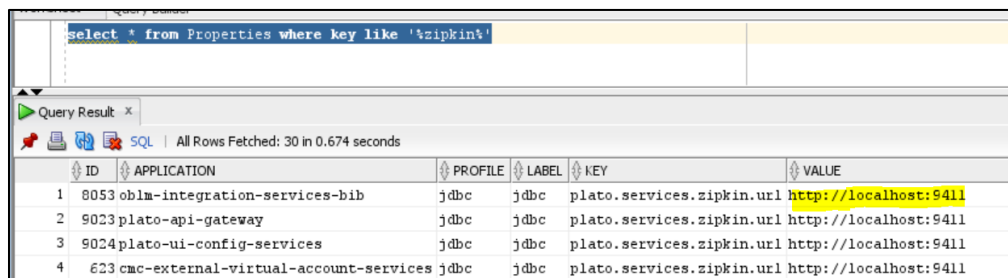 Query Builder
select * from Properties where key like '%zipkin%'
Query Result x
SQL | All Rows Fetched: 30 in 0.674 seconds
ID APPLICATION PROFILE LABEL KEY VALUE
1 8053 oblm-integration-services-bib jdbc jdbc plato.services.zipkin.url http://localhost:9411
2 9023 plato-api-gateway jdbc jdbc plato.services.zipkin.url http://localhost:9411
3 9024 plato-ui-config-services jdbc jdbc plato.services.zipkin.url http://localhost:9411
4 623 cmc-external-virtual-account-services jdbc jdbc plato.services.zipkin.url http://localhost:9411